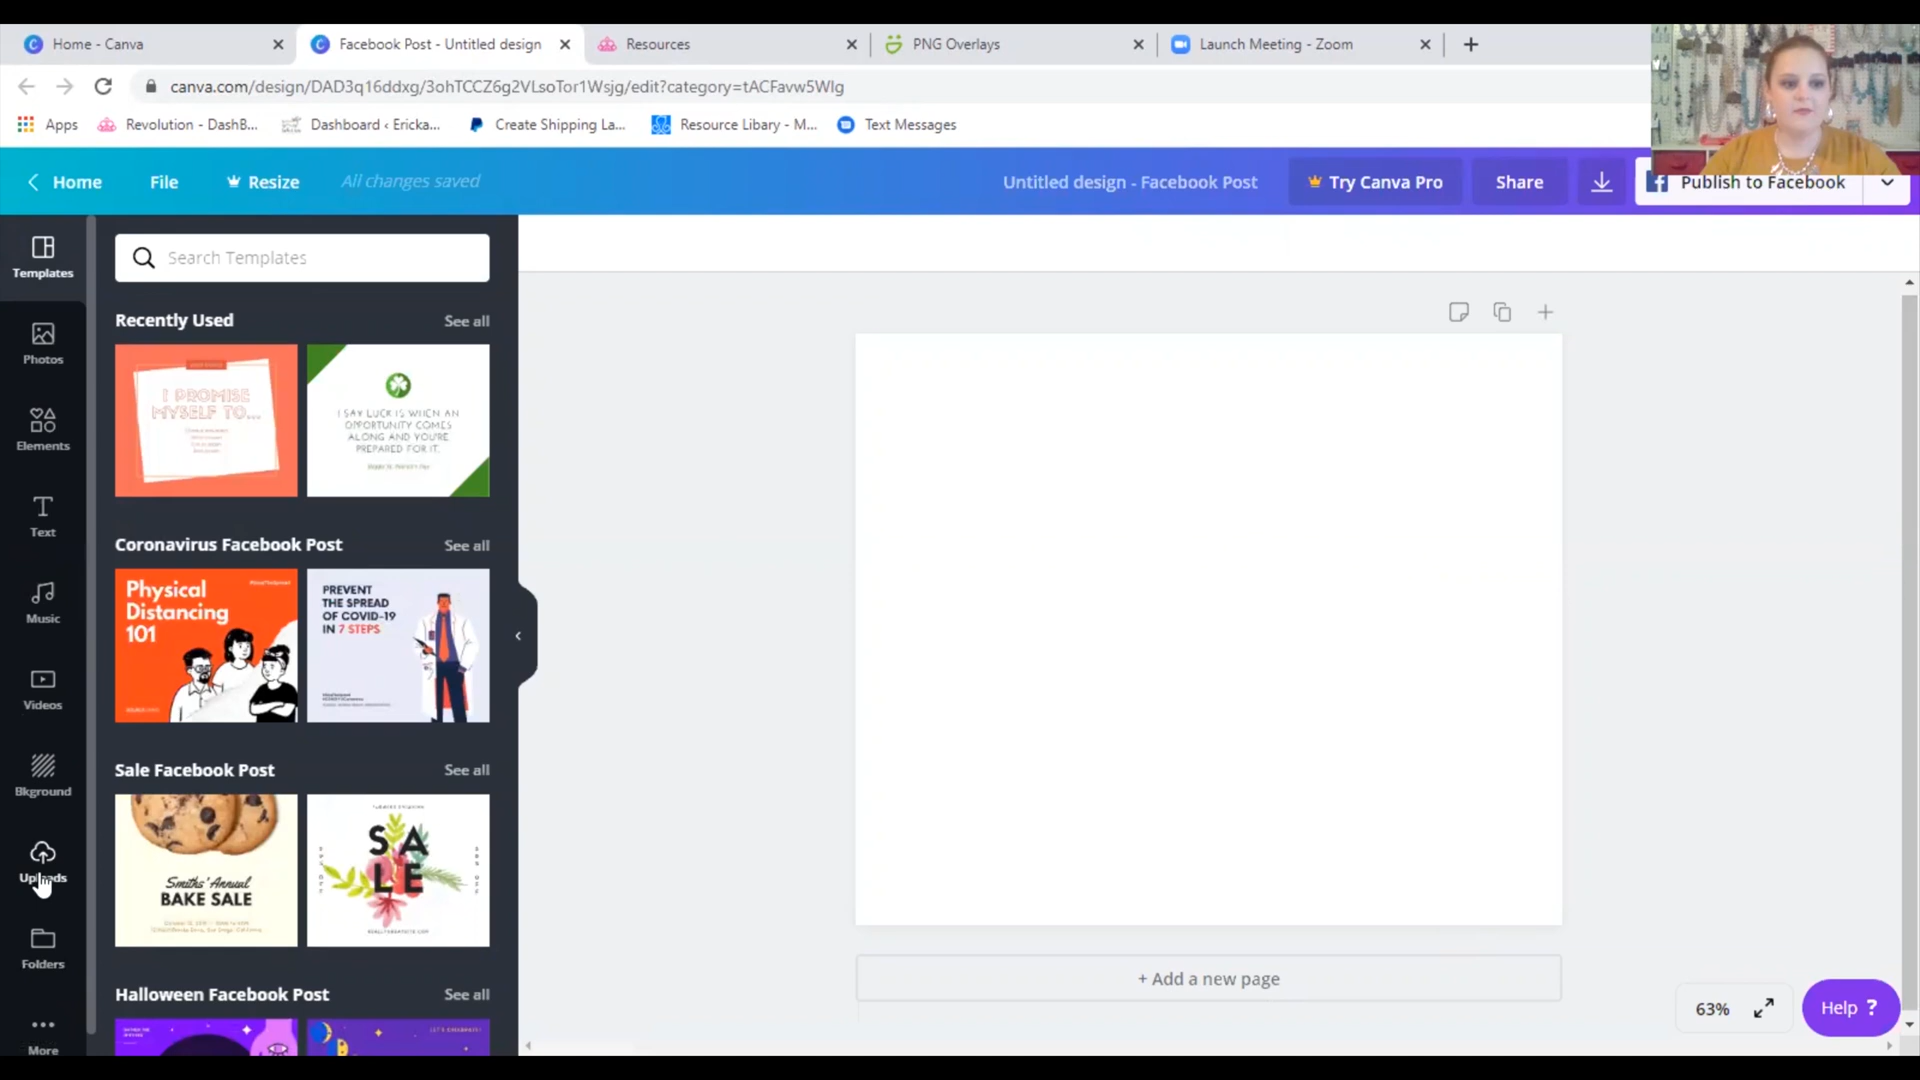 Home - Canva
Facebook Post - Untitled design
Resources
PNG Overlays
Launch Meeting - Zoom
canva.com/design/DAD3q16ddxg/3ohTCCZ6g2VLsoTor1Wsjg/edit?category=tACFavw5WIg
Apps
Revolution - DashB...
Dashboard ‹ Ericka...
Create Shipping La...
Resource Libary - M...
Text Messages
Home
File
Resize
All changes saved
Untitled design - Facebook Post
Try Canva Pro
Share
Publish to Facebook
Templates
Photos
Elements
Text
Music
Videos
Bkground
Uploads
Folders
More
Search Templates
Recently Used
See all
I PROMISE
MYSELF TO...
I SAY LUCK IS WHEN AN
OPPORTUNITY COMES
ALONG AND YOU'RE
PREPARED FOR IT.
Coronavirus Facebook Post
See all
Physical
Distancing
101
PREVENT
THE SPREAD
OF COVID-19
IN 7 STEPS
Sale Facebook Post
See all
Smiths' Annual
BAKE SALE
SA
LE
Halloween Facebook Post
See all
+ Add a new page
63%
Help ?